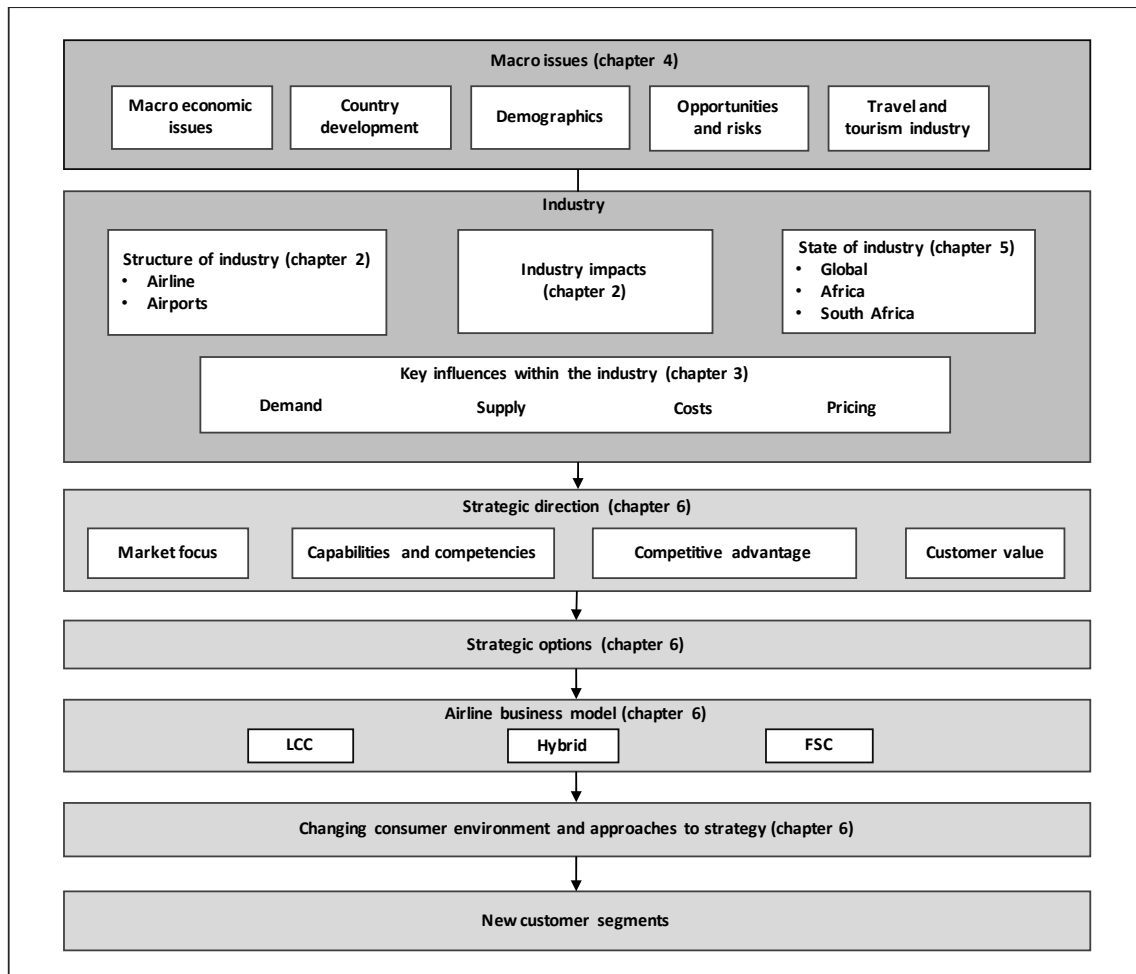 Macro issues (chapter 4)
Macro economic
issues
Country
development
Demographics
Opportunities
and risks
Travel and
tourism industry
Industry
Structure of industry (chapter 2)
• Airline
• Airports
Industry impacts
(chapter 2)
State of industry (chapter 5)
• Global
• Africa
• South Africa
Key influences within the industry (chapter 3)
Demand Supply Costs Pricing
Strategic direction (chapter 6)
Market focus
Capabilities and competencies
Competitive advantage
Customer value
Strategic options (chapter 6)
Airline business model (chapter 6)
LCC
Hybrid
FSC
Changing consumer environment and approaches to strategy (chapter 6)
New customer segments